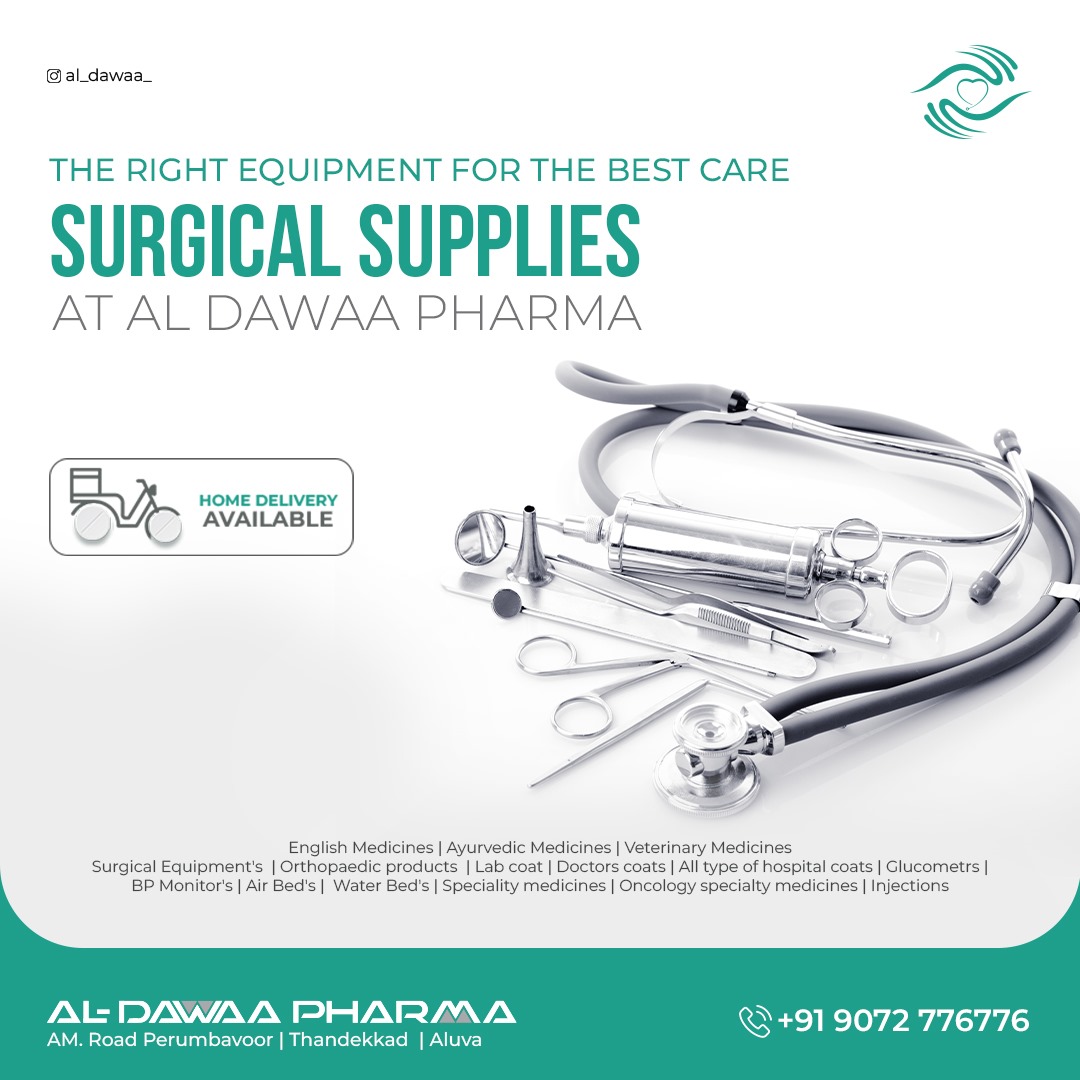 al_dawaa_
THE RIGHT EQUIPMENT FOR THE BEST CARE
SURGICAL SUPPLIES
AT AL DAWAA PHARMA
HOME DELIVERY
AVAILABLE
English Medicines | Ayurvedic Medicines | Veterinary Medicines
Surgical Equipment's | Orthopaedic products | Lab coat | Doctors coats | All type of hospital coats | Glucometrs |
BP Monitor's | Air Bed's | Water Bed's | Speciality medicines | Oncology specialty medicines | Injections
AL-DAWAA PHARMA
AM. Road Perumbavoor | Thandekkad | Aluva
+91 9072 776776